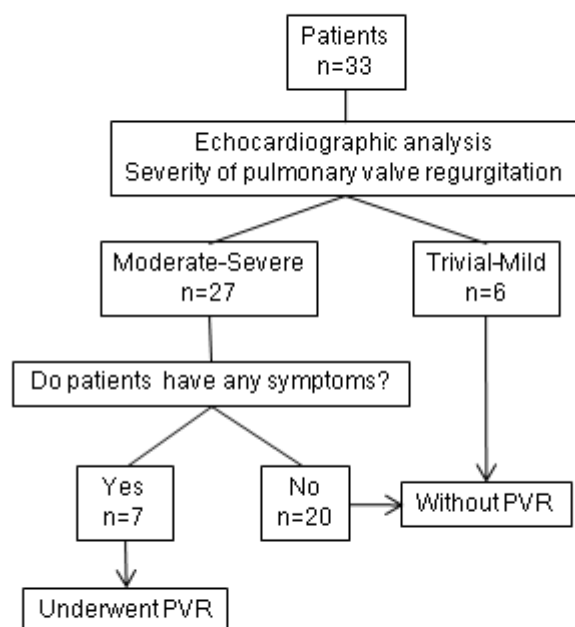 Patients
n=33
Echocardiographic analysis
Severity of pulmonary valve regurgitation
Moderate-Severe
n=27
Trivial-Mild
n=6
Do patients have any symptoms?
Yes
n=7
No
n=20
Without PVR
Underwent PVR